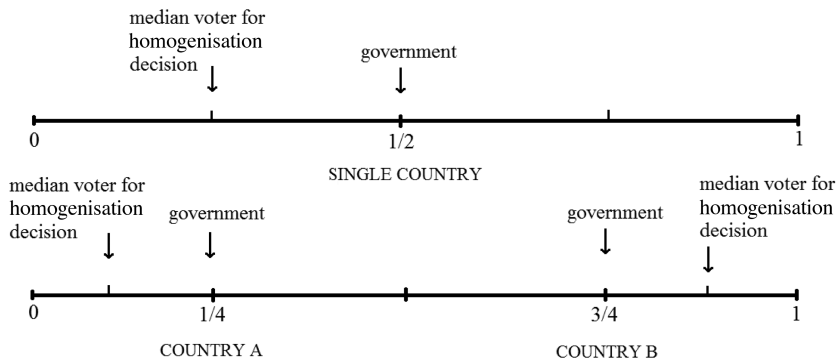 median voter for
homogenisation
decision
government
0
1/2
1
SINGLE COUNTRY
median voter for
homogenisation
decision
government
government
median voter for
homogenisation
decision
0
1/4
3/4
1
COUNTRY A
COUNTRY B